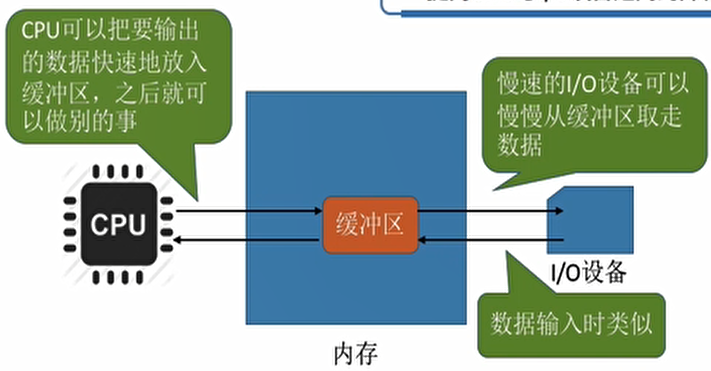 CPU可以把要输出
的数据快速地放入
缓冲区，之后就可
以做别的事
慢速的I/O设备可以
慢慢从缓冲区取走
数据
CPU
缓冲区
I/O设备
数据输入时类似
内存